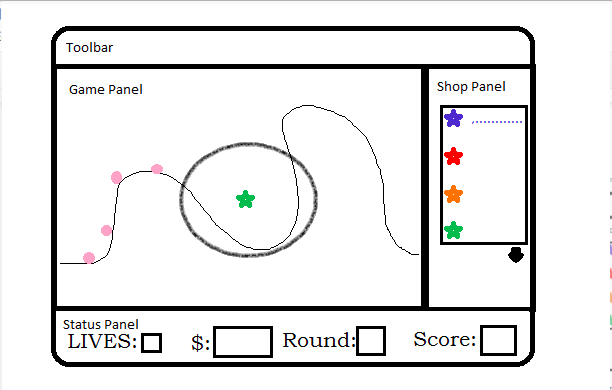 Toolbar
Game Panel
Shop Panel
Status Panel
LIVES: $: Round: Score: